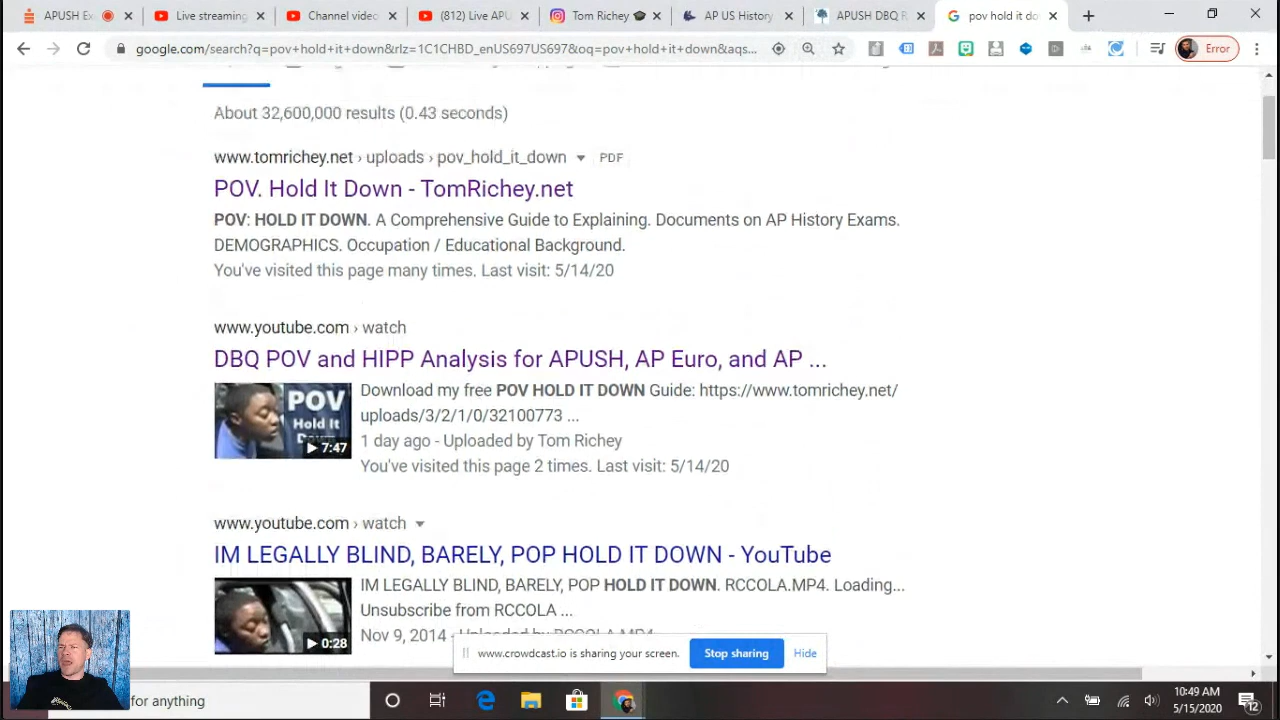 APUSH Ex
Live streaming
Channel video
(812) Live APU
Tom Richey
AP US History
APUSH DBQ R
pov hold it do
google.com/search?q=pov+hold+it+down&rlz=1C1CHBD_enUS697US697&oq=pov+hold+it+down&aqs...
Error
About 32,600,000 results (0.43 seconds)
www.tomrichey.net › uploads › pov_hold_it_down PDF
POV. Hold It Down - TomRichey.net
POV: HOLD IT DOWN. A Comprehensive Guide to Explaining. Documents on AP History Exams.
DEMOGRAPHICS. Occupation / Educational Background.
You've visited this page many times. Last visit: 5/14/20
www.youtube.com › watch
DBQ POV and HIPP Analysis for APUSH, AP Euro, and AP ...
POV
Hold It
7:47
Download my free POV HOLD IT DOWN Guide: https://www.tomrichey.net/
uploads/3/2/1/0/32100773 ...
1 day ago - Uploaded by Tom Richey
You've visited this page 2 times. Last visit: 5/14/20
www.youtube.com › watch
IM LEGALLY BLIND, BARELY, POP HOLD IT DOWN - YouTube
0:28
IM LEGALLY BLIND, BARELY, POP HOLD IT DOWN. RCCOLA.MP4. Loading...
Unsubscribe from RCCOLA ...
Nov 9, 2014 - Uploaded by RCCOLA.MP4
www.crowdcast.io is sharing your screen.
Stop sharing
Hide
for anything
10:49 AM
5/15/2020
12